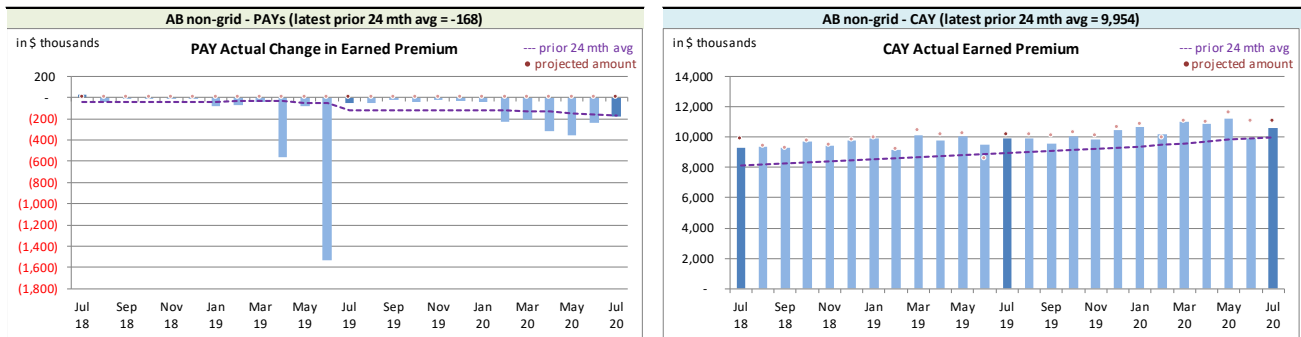 AB non-grid - PAYs (latest prior 24 mth avg = -168)
in $ thousands
PAY Actual Change in Earned Premium
--- prior 24 mth avg
• projected amount
200
-
(200)
(400)
(600)
(800)
(1,000)
(1,200)
(1,400)
(1,600)
(1,800)
Jul Sep Nov Jan Mar May Jul Sep Nov Jan Mar May Jul
18 18 18 19 19 19 19 19 19 20 20 20 20
AB non-grid - CAY (latest prior 24 mth avg = 9,954)
in $ thousands
CAY Actual Earned Premium
--- prior 24 mth avg
• projected amount
14,000
12,000
10,000
8,000
6,000
4,000
2,000
-
Jul Sep Nov Jan Mar May Jul Sep Nov Jan Mar May Jul
18 18 18 19 19 19 19 19 19 20 20 20 20